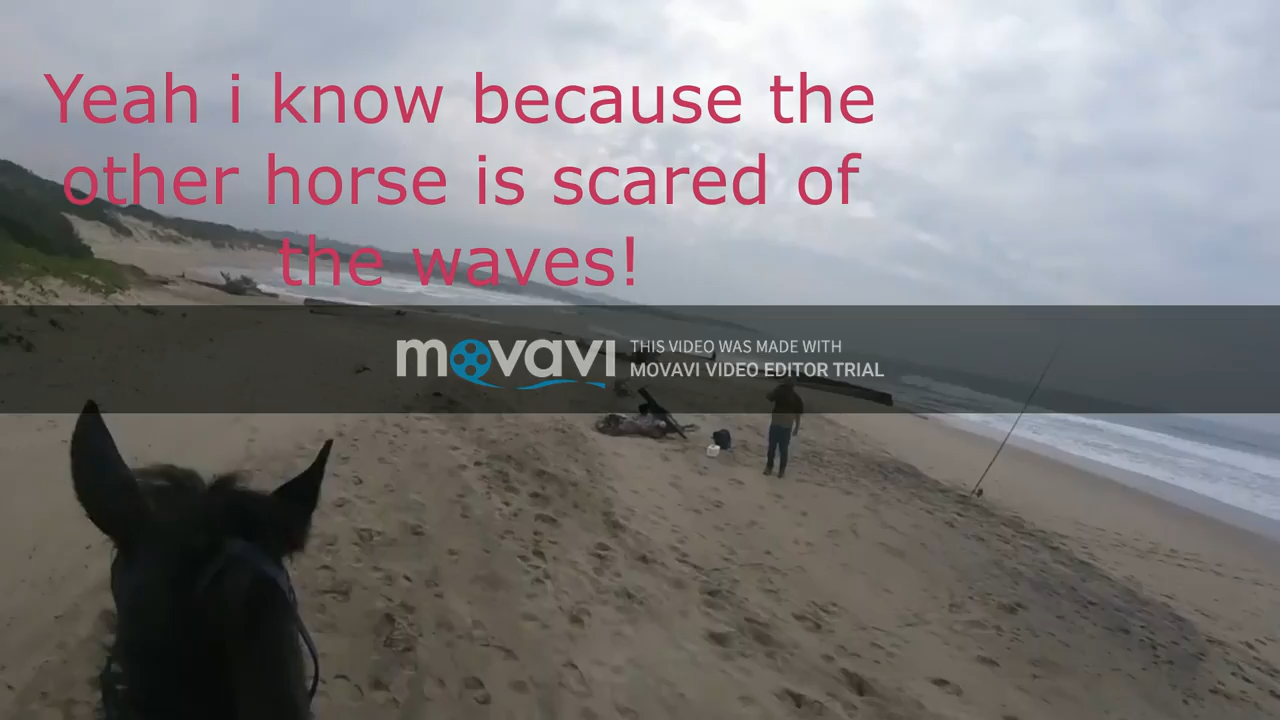 Yeah i know because the
other horse is scared of
the waves!
movavi
THIS VIDEO WAS MADE WITH
MOVAVI VIDEO EDITOR TRIAL